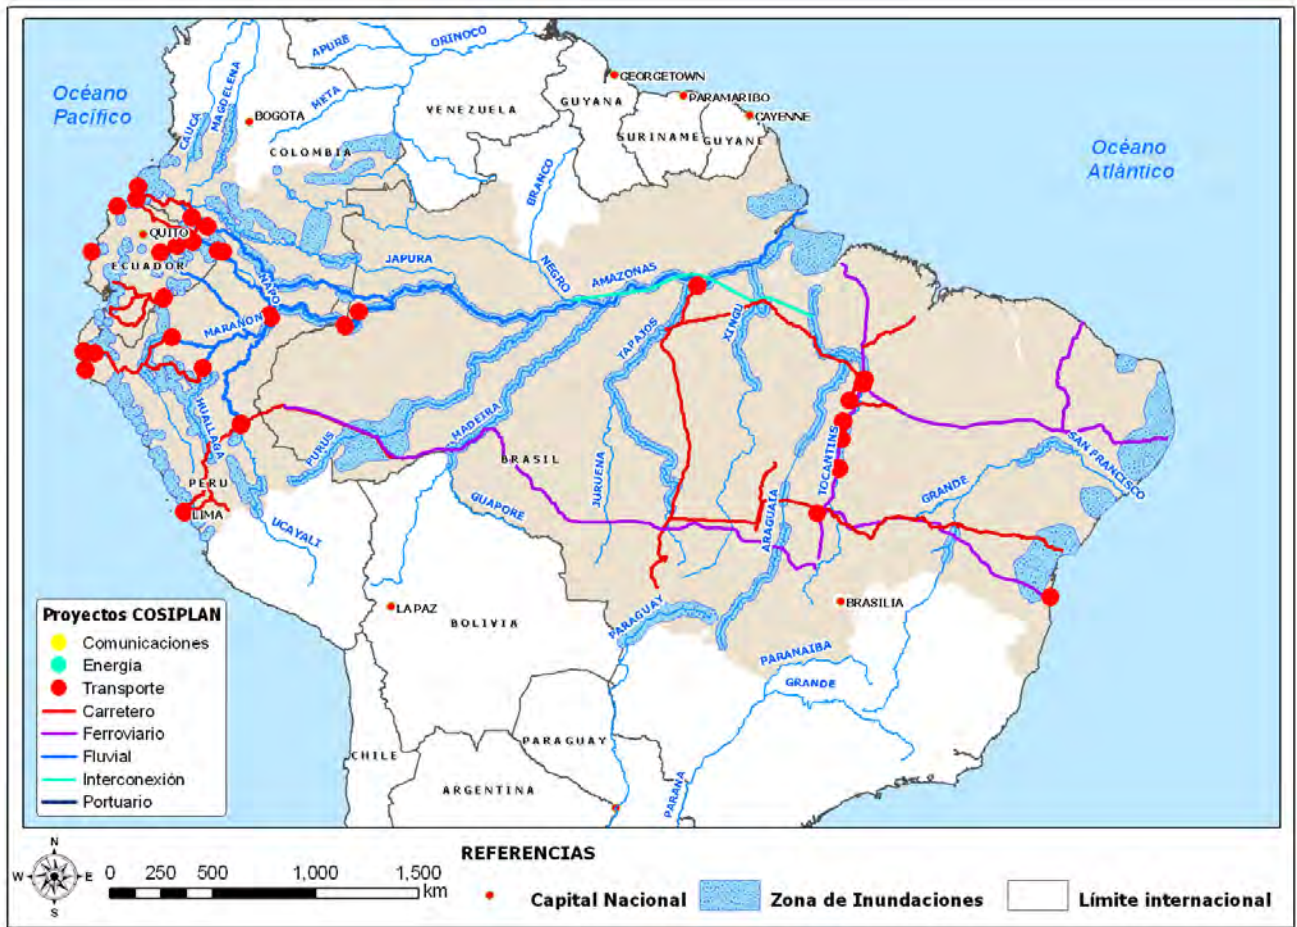 Océano
Pacífico
Océano
Atlàntico
APURE
ORINOCO
MAGDELENA
CAUCA
META
BOGOTA
COLOMBIA
VENEZUELA
GEORGETOWN
GUYANA
PARAMARIBO
SURINAME
CAYENNE
GUYANE
BRANCO
QUITO
ECUADOR
NAPO
JAPURA
NEGRO
AMAZONAS
MARAÑON
TAPAJOS
XINGU
HUALLAGA
PURUS
MADEIRA
BRASIL
JURUENA
TOCANTINS
ARAGUAIA
GRANDE
SAN FRANCISCO
PERU
LIMA
UCAYALI
GUAPORE
LA PAZ
BOLIVIA
PARAGUAY
BRASILIA
PARANAIBA
GRANDE
PARAGUAY
CHILE
ARGENTINA
PARANA
Proyectos COSIPLAN
Comunicaciones
Energía
Transporte
Carretero
Ferroviario
Fluvial
Interconexión
Portuario
N
W
E
S
0 250 500 1,000 1,500
km
REFERENCIAS
Capital Nacional
Zona de Inundaciones
Límite internacional